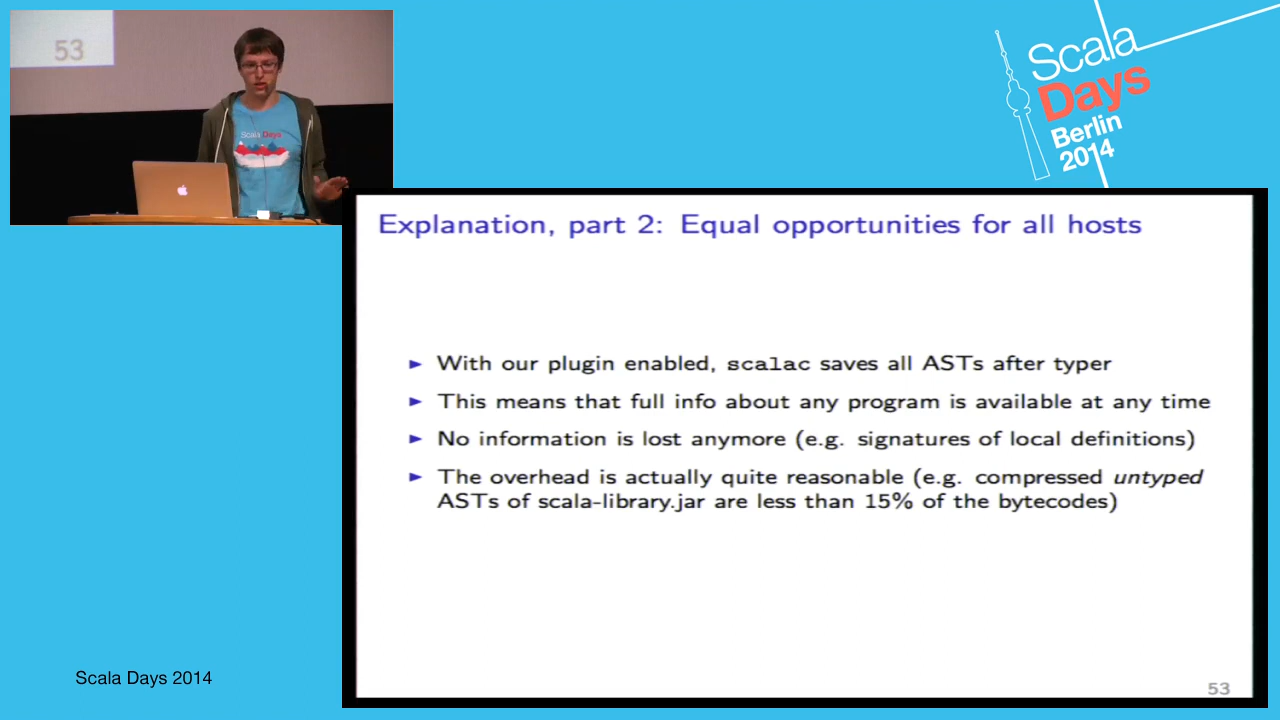 53
Scala Days
Scala
Days
Berlin
2014
Explanation, part 2: Equal opportunities for all hosts
► With our plugin enabled, scalac saves all ASTs after typer
► This means that full info about any program is available at any time
► No information is lost anymore (e.g. signatures of local definitions)
► The overhead is actually quite reasonable (e.g. compressed untyped
ASTs of scala-library.jar are less than 15% of the bytecodes)
53
Scala Days 2014